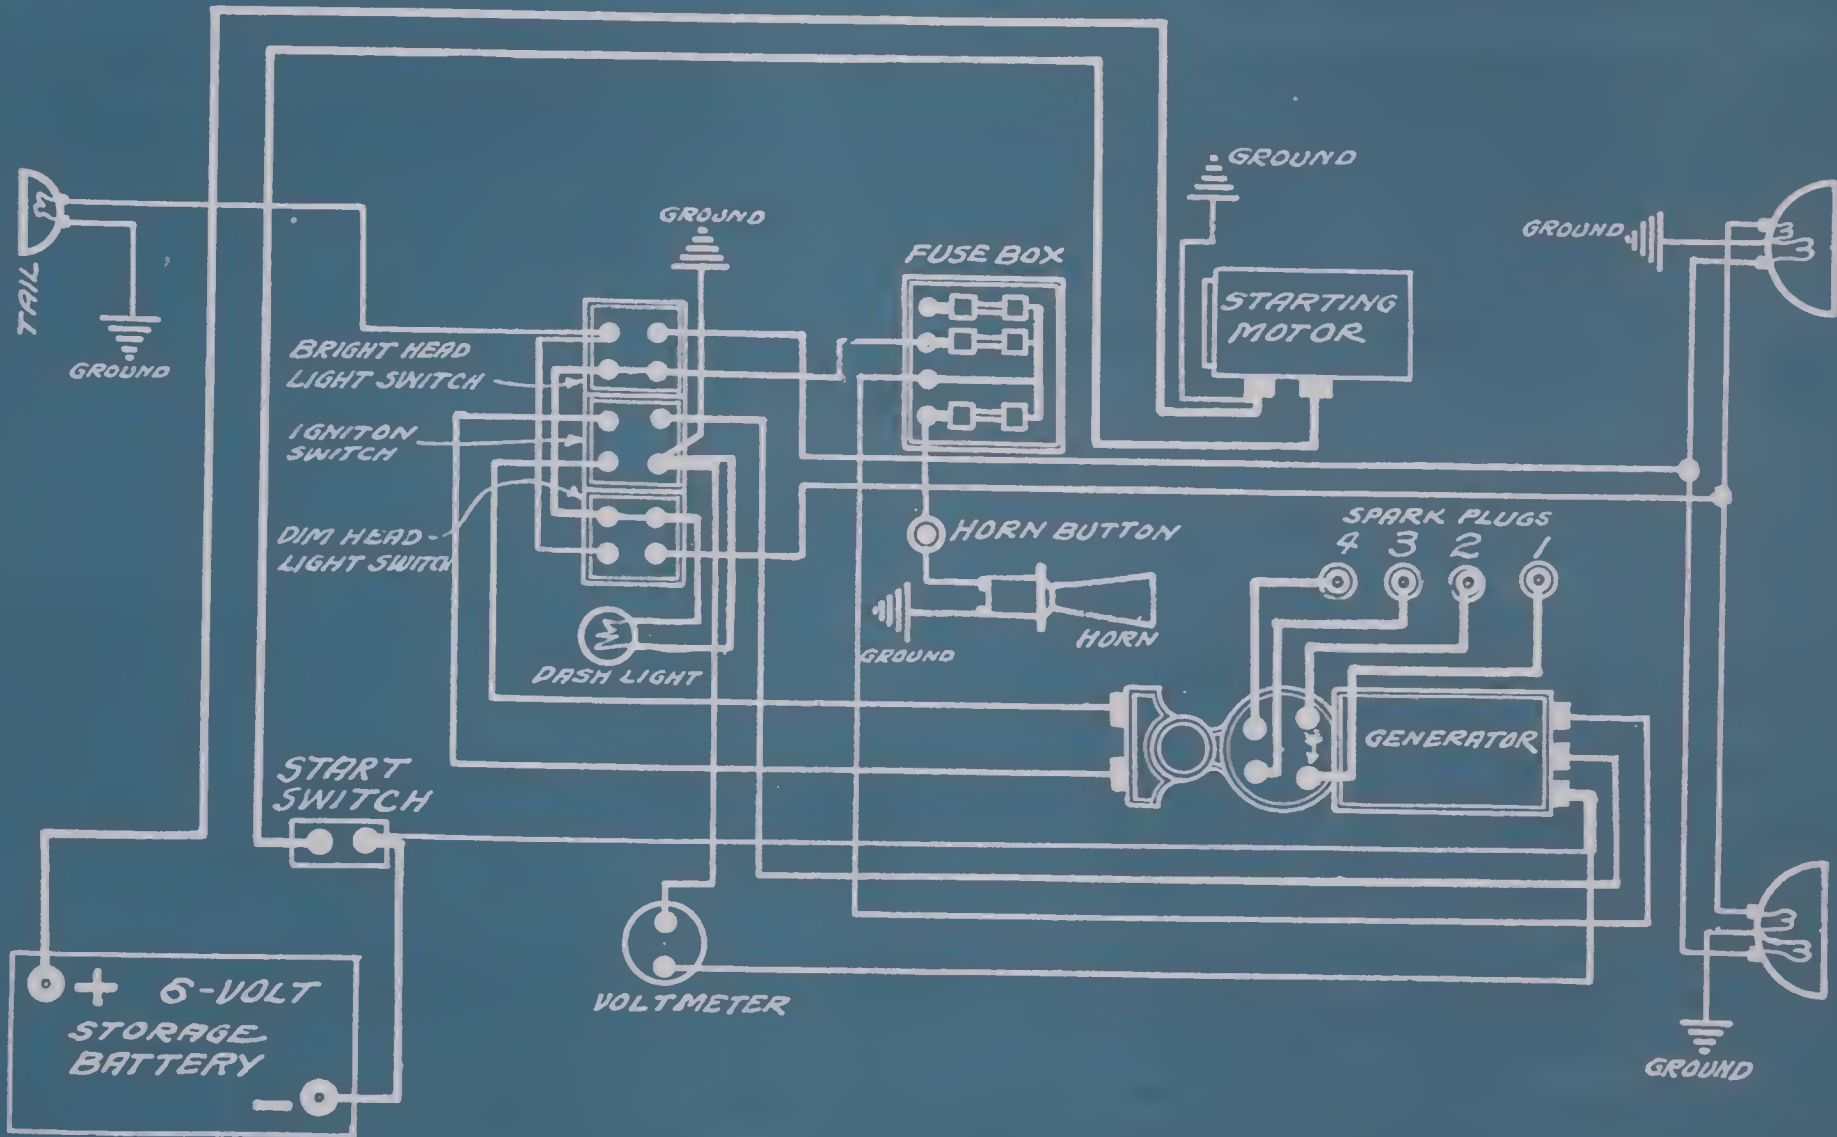 GROUND
GROUND
GROUND
FUSE BOX
STARTING
MOTOR
TAIL
GROUND
BRIGHT HEAD
LIGHT SWITCH
IGNITON
SWITCH
DIM HEAD-
LIGHT SWITCH
HORN BUTTON
SPARK PLUGS
4 3 2 1
HORN
GROUND
DASH LIGHT
GENERATOR
START
SWITCH
+ 6-VOLT
STORAGE
BATTERY
-
VOLTMETER
GROUND